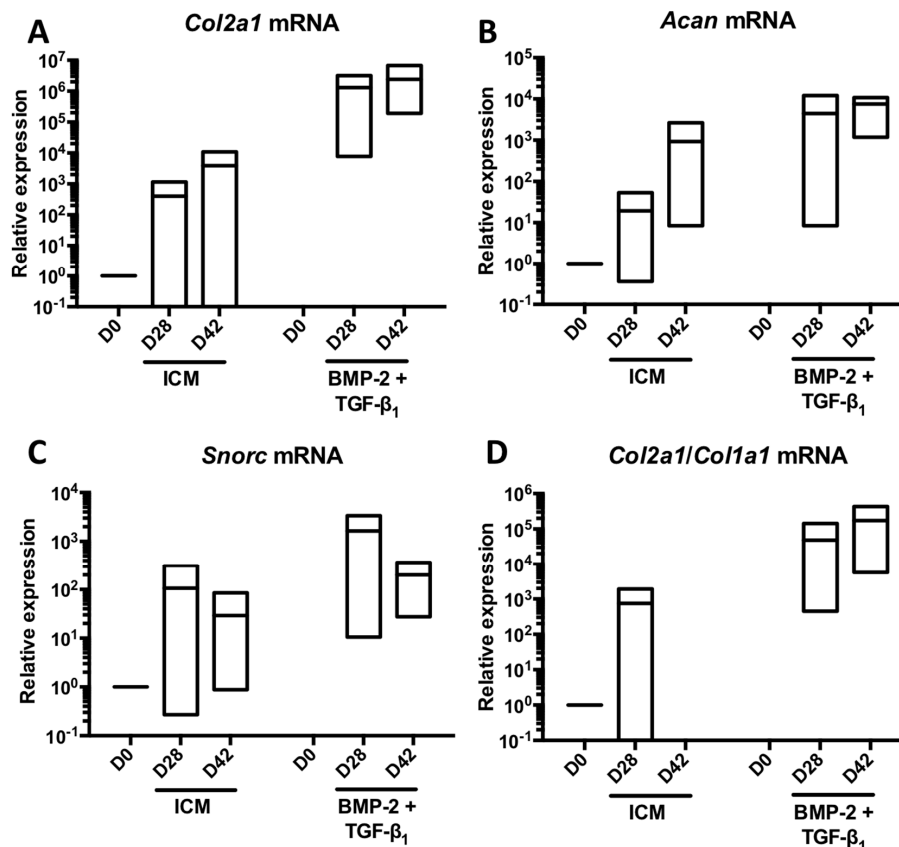 A
Col2a1 mRNA
Relative expression
10⁷
10⁶
10⁵
10⁴
10³
10²
10¹
10⁰
10⁻¹
D0
D28
D42
D0
D28
D42
ICM
BMP-2 +
TGF-β₁
B
Acan mRNA
Relative expression
10⁵
10⁴
10³
10²
10¹
10⁰
10⁻¹
D0
D28
D42
D0
D28
D42
ICM
BMP-2 +
TGF-β₁
C
Snorc mRNA
Relative expression
10⁴
10³
10²
10¹
10⁰
10⁻¹
D0
D28
D42
D0
D28
D42
ICM
BMP-2 +
TGF-β₁
D
Col2a1/Col1a1 mRNA
Relative expression
10⁶
10⁵
10⁴
10³
10²
10¹
10⁰
10⁻¹
D0
D28
D42
D0
D28
D42
ICM
BMP-2 +
TGF-β₁